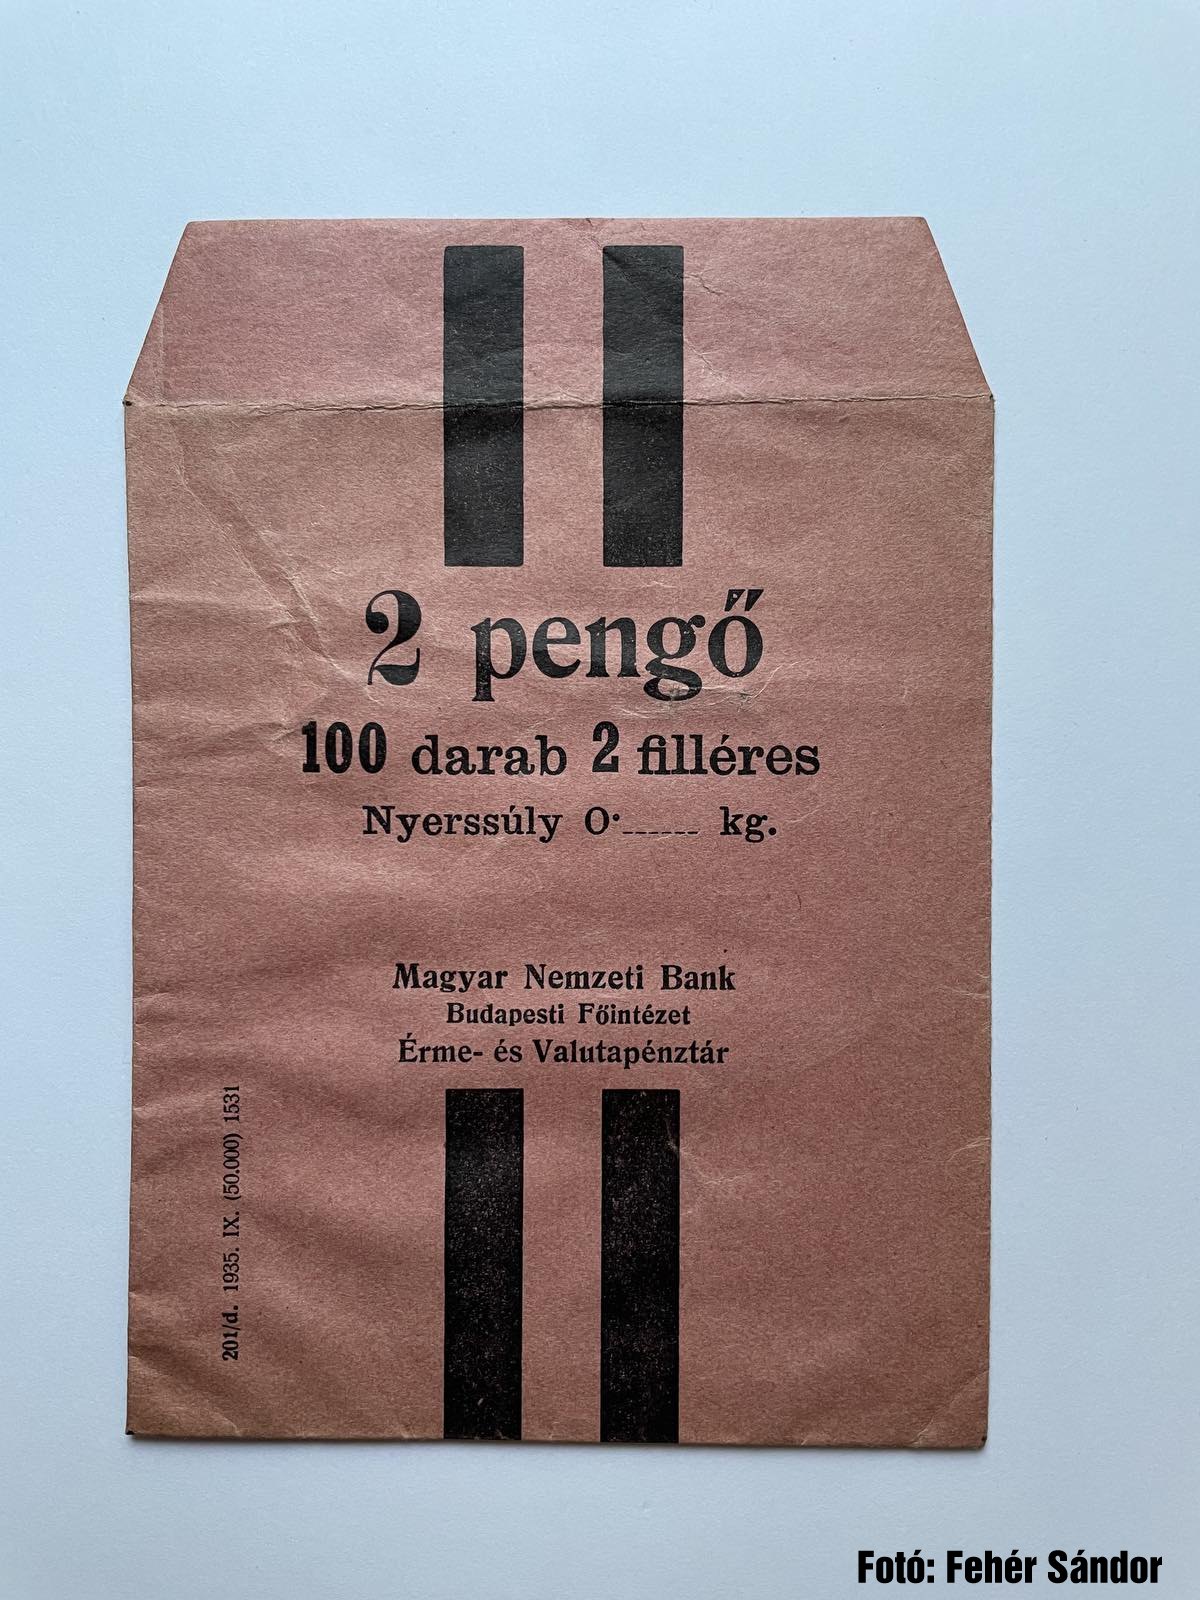 2 pengő
100 darab 2 filléres
Nyerssúly 0·...... kg.
Magyar Nemzeti Bank
Budapesti Főintézet
Érme- és Valutapénztár
201/d. 1935. IX. (50.000) 1531
Fotó: Fehér Sándor